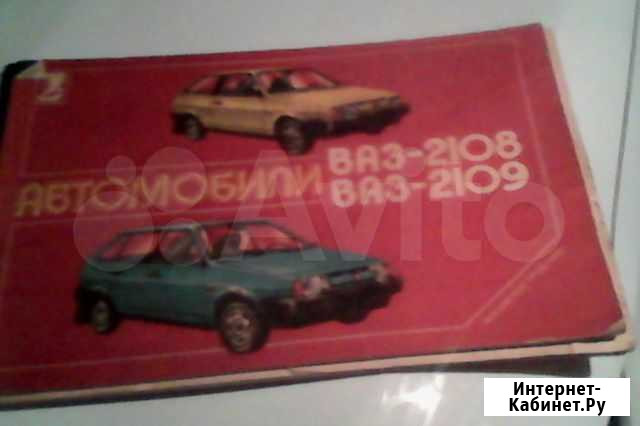 АВТОМОБИЛИ
ВАЗ-2108
ВАЗ-2109
Avito
Интернет-
Кабинет.Ру